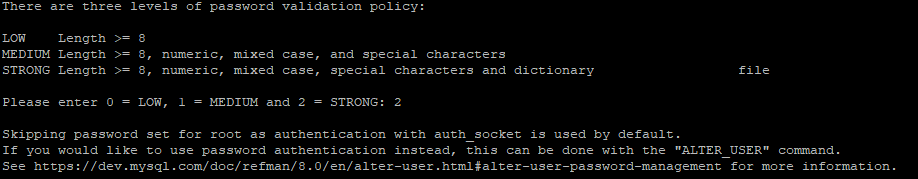 There are three levels of password validation policy:
LOW    Length >= 8
MEDIUM Length >= 8, numeric, mixed case, and special characters
STRONG Length >= 8, numeric, mixed case, special characters and dictionary                  file
Please enter 0 = LOW, 1 = MEDIUM and 2 = STRONG: 2
Skipping password set for root as authentication with auth_socket is used by default.
If you would like to use password authentication instead, this can be done with the "ALTER_USER" command.
See https://dev.mysql.com/doc/refman/8.0/en/alter-user.html#alter-user-password-management for more information.